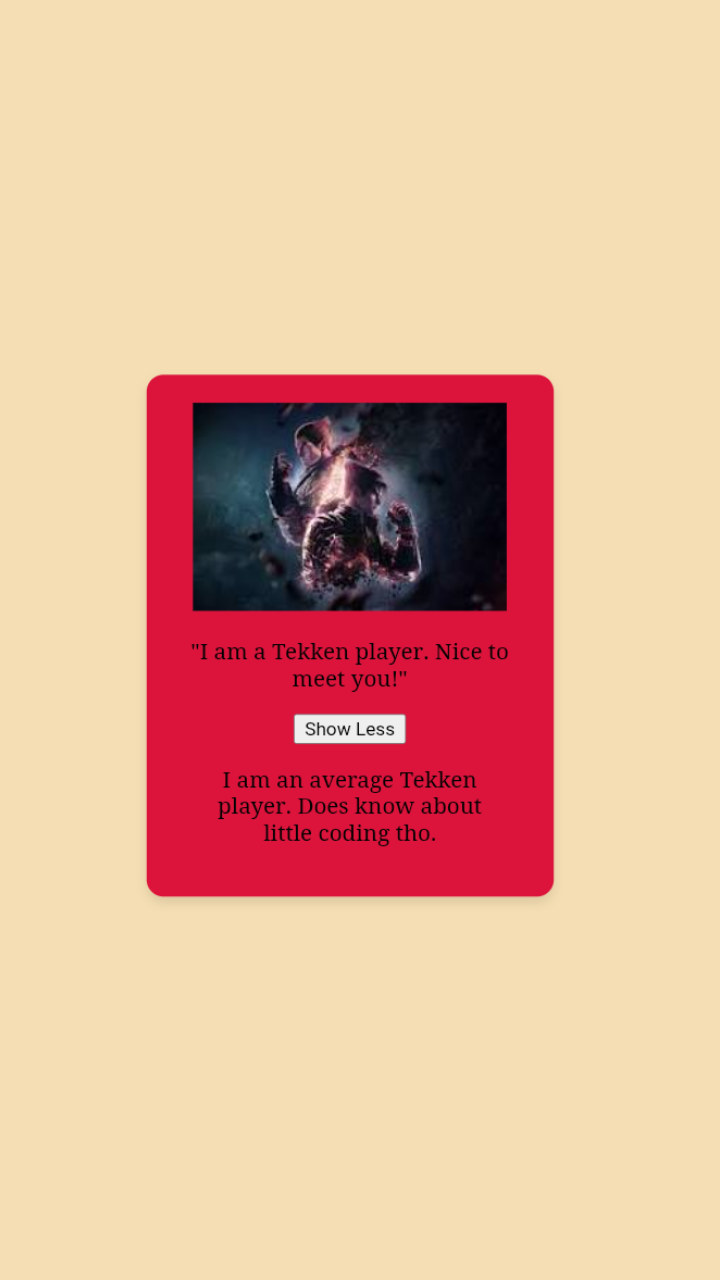 "I am a Tekken player. Nice to
meet you!"
Show Less
I am an average Tekken
player. Does know about
little coding tho.